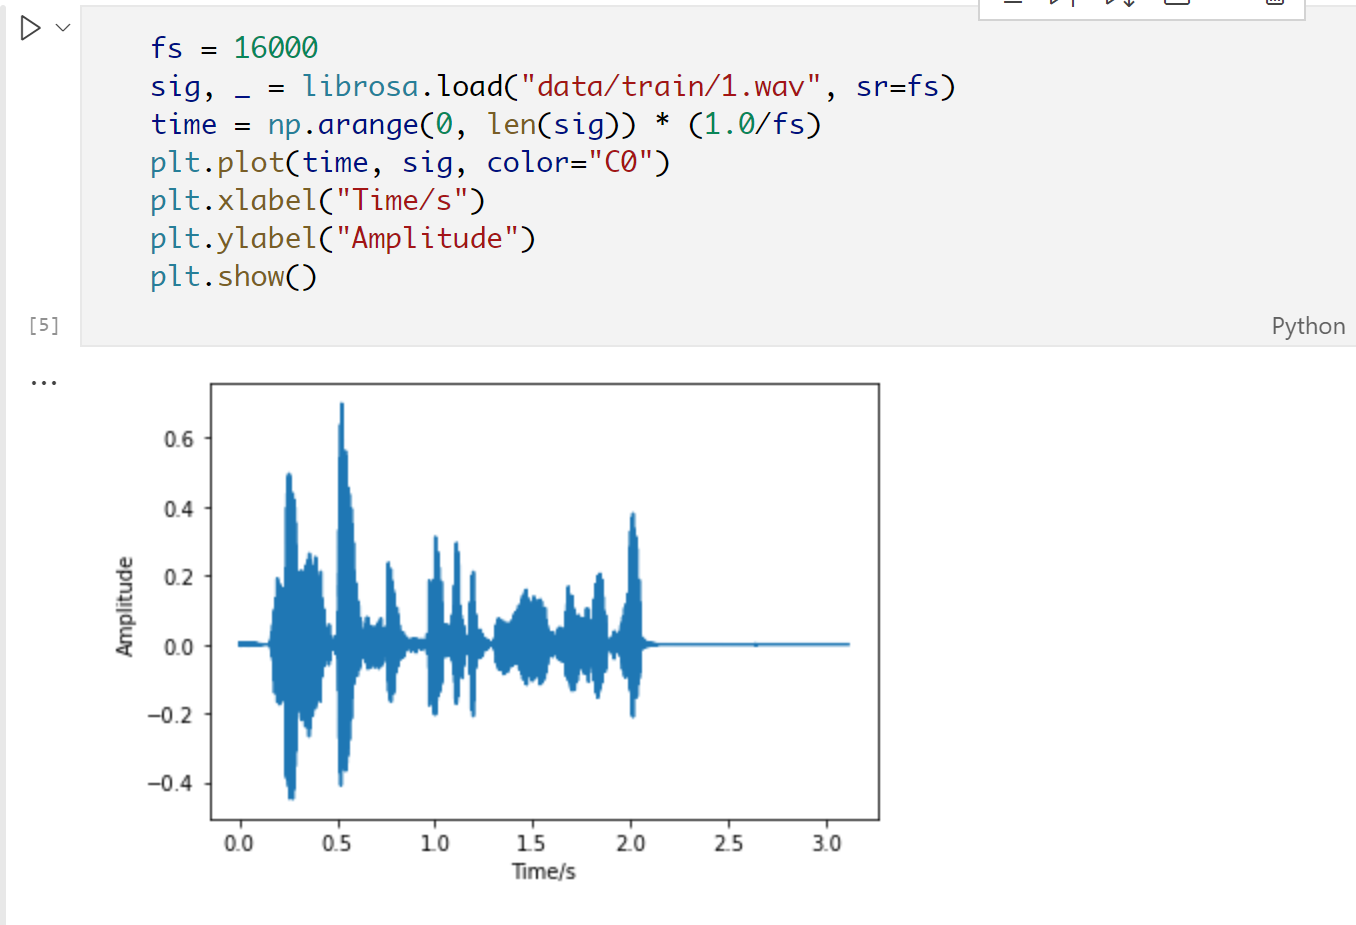 fs = 16000
sig, _ = librosa.load("data/train/1.wav", sr=fs)
time = np.arange(0, len(sig)) * (1.0/fs)
plt.plot(time, sig, color="C0")
plt.xlabel("Time/s")
plt.ylabel("Amplitude")
plt.show()
[5]
Python
...
0.6
0.4
0.2
0.0
−0.2
−0.4
Amplitude
0.0 0.5 1.0 1.5 2.0 2.5 3.0
Time/s